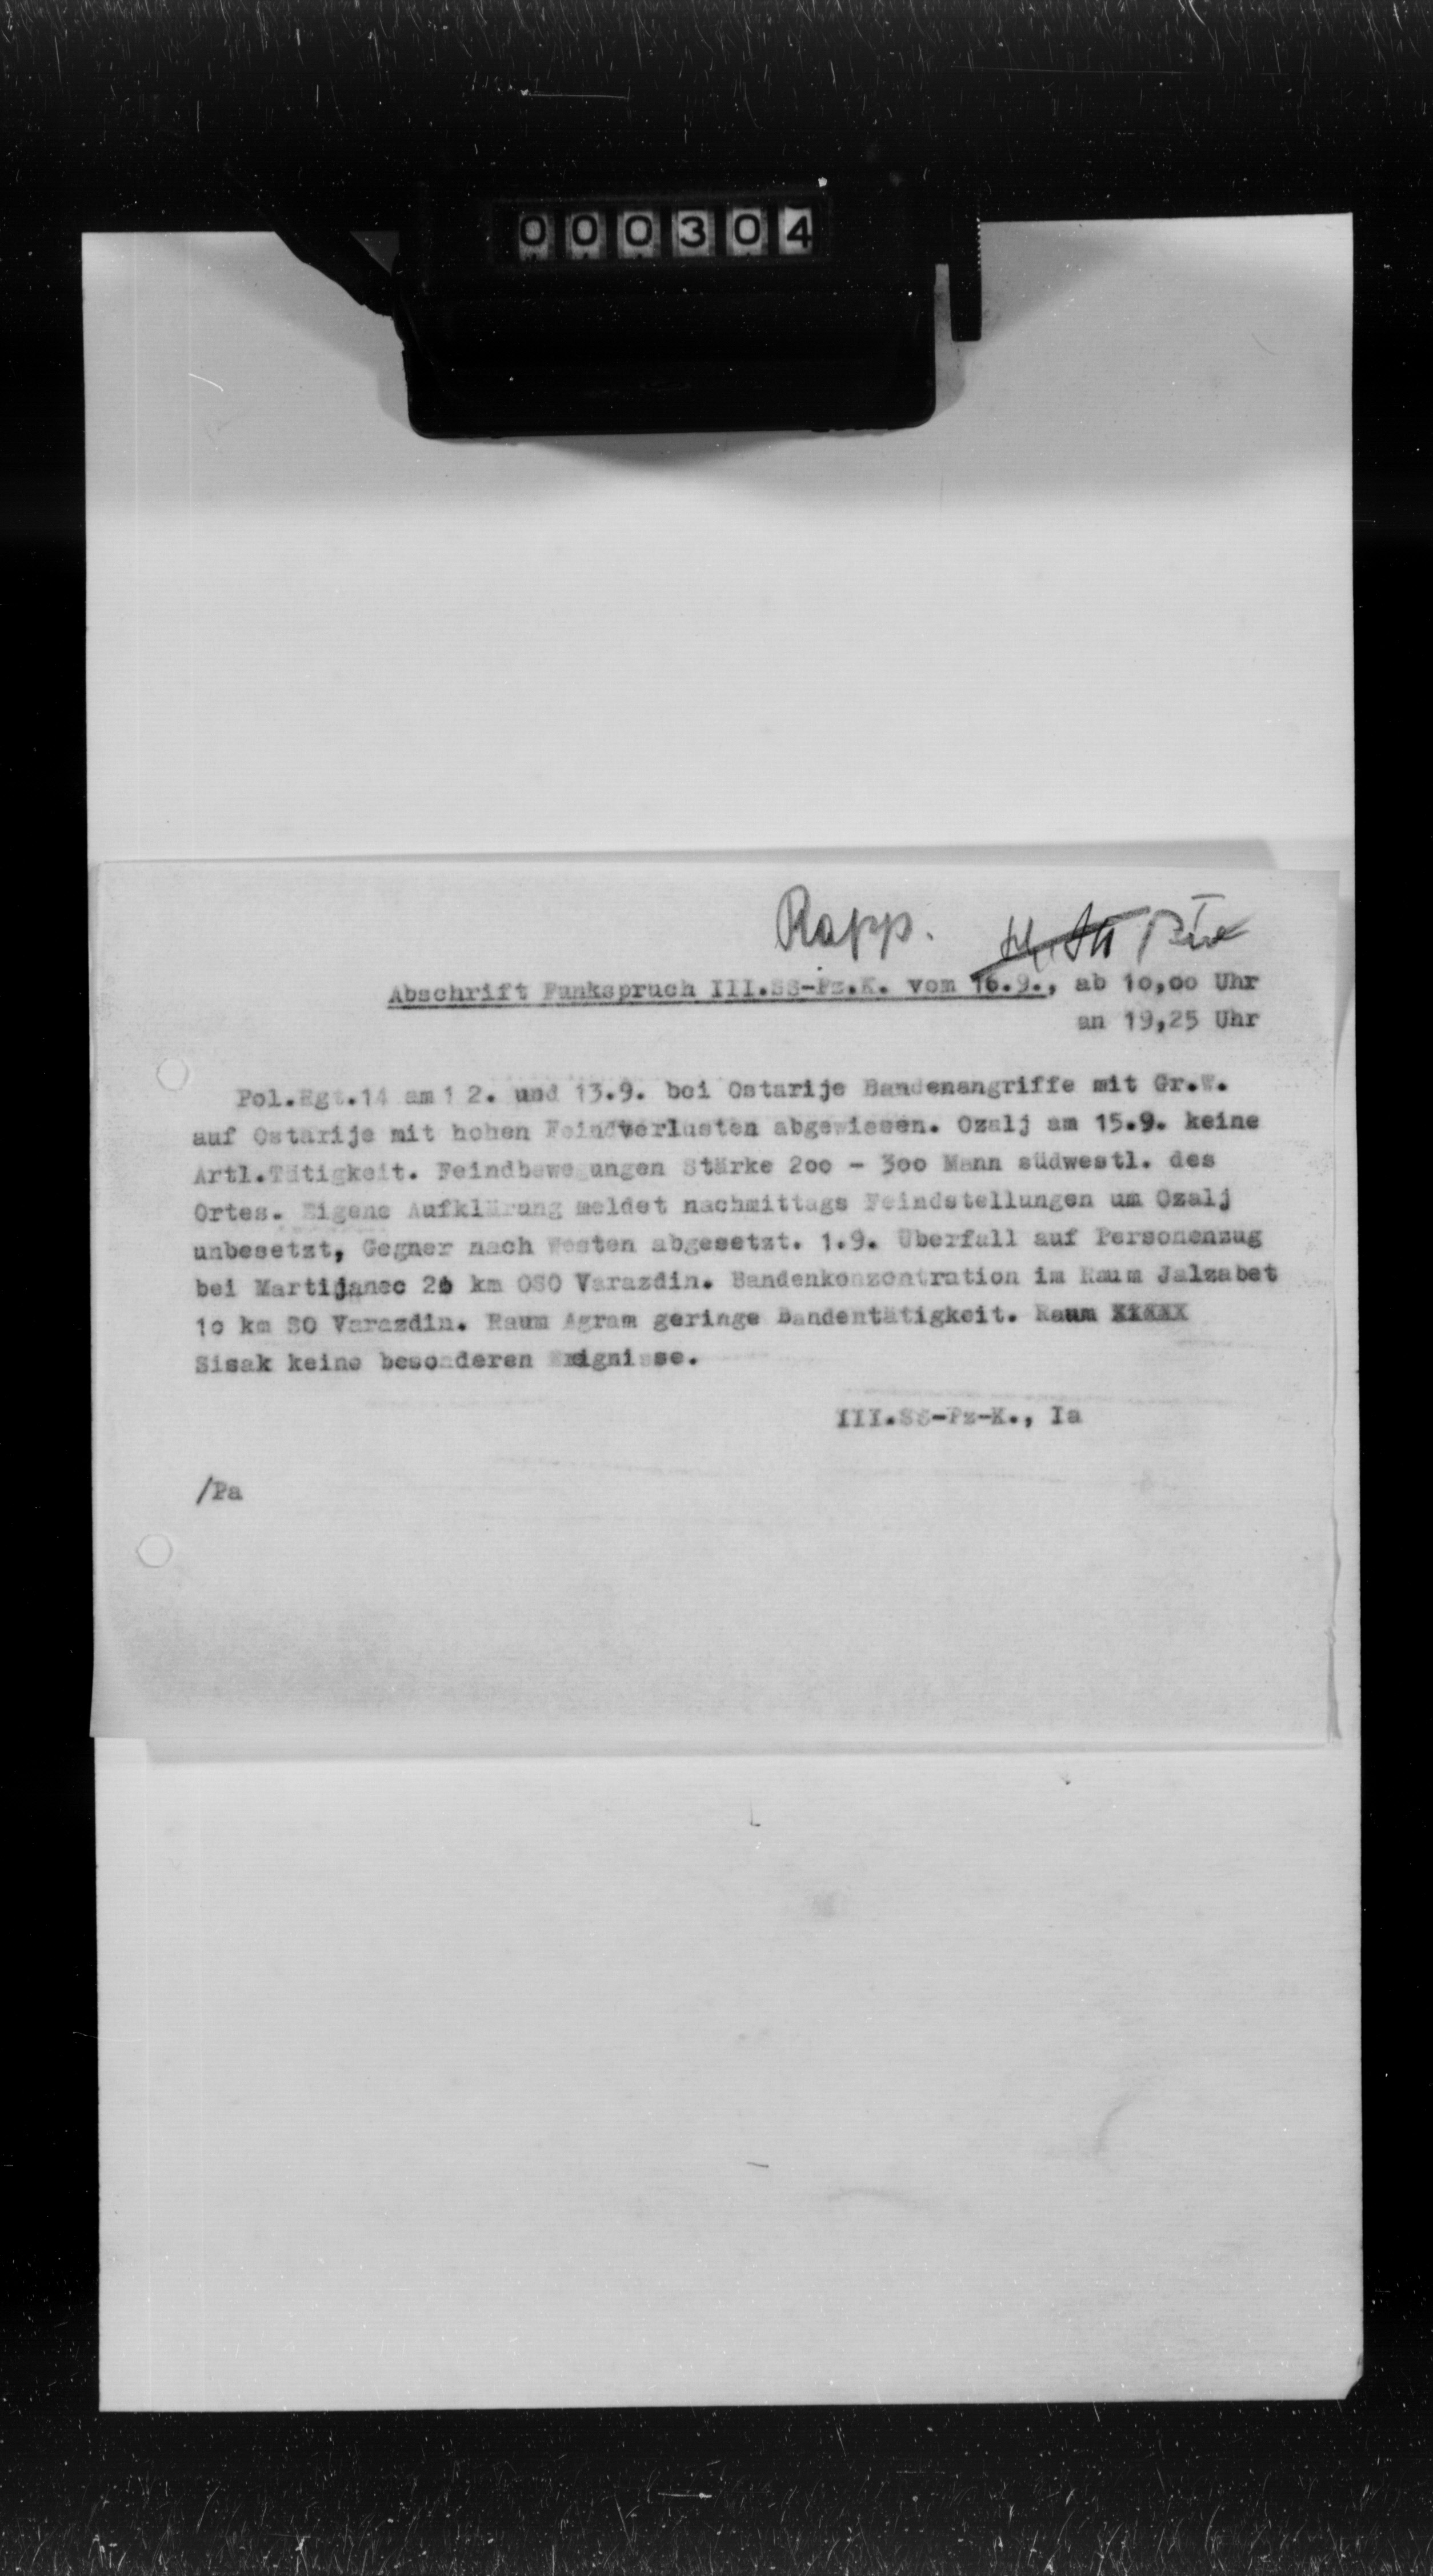 000304
Rapp.
Abschrift Funkspruch III.SS-Pz.K. vom 16.9., ab 10,00 Uhr
an 19,25 Uhr
Pol.Rgt.14 am 1 2. und 13.9. bei Ostarije Bandenangriffe mit Gr.W.
auf Ostarije mit hohen Feindverlusten abgewiesen. Ozalj am 15.9. keine
Artl.Tätigkeit. Feindbewegungen Stärke 200 - 300 Mann südwestl. des
Ortes. Eigene Aufklärung meldet nachmittags Feindstellungen um Ozalj
unbesetzt, Gegner nach Westen abgesetzt. 1.9. Überfall auf Personenzug
bei Martijanec km OSO Varazdin. Bandenkonzentration im Raum Jalzabet
10 km SO Varazdin. Raum Agram geringe Bandentätigkeit. Raum
Sisak keine besonderen Ereignisse.
III.SS-Pz-K., Ia
/Pa